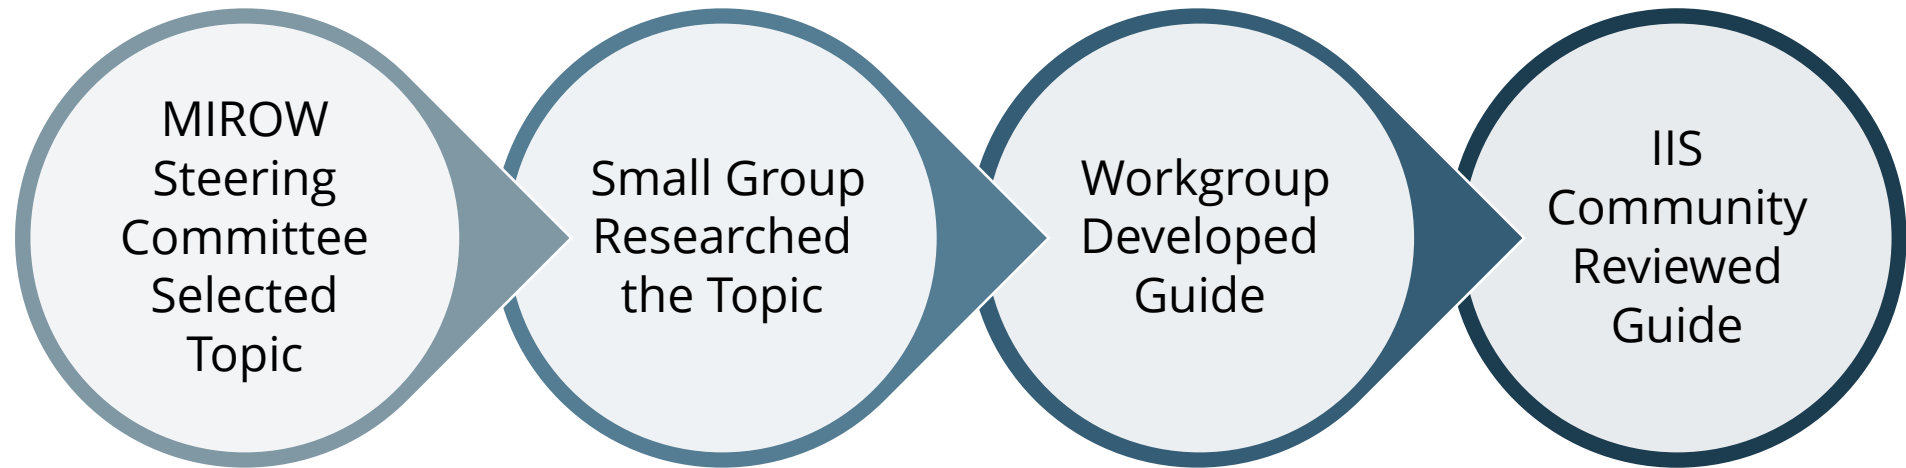 MIROW
Steering
Committee
Selected
Topic
Small Group
Researched
the Topic
Workgroup
Developed
Guide
IIS
Community
Reviewed
Guide